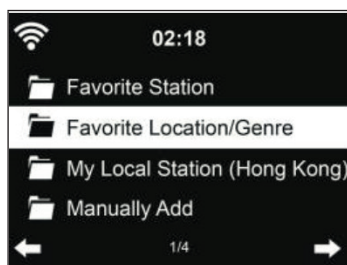 02:18
Favorite Station
Favorite Location/Genre
My Local Station (Hong Kong)
Manually Add
1/4